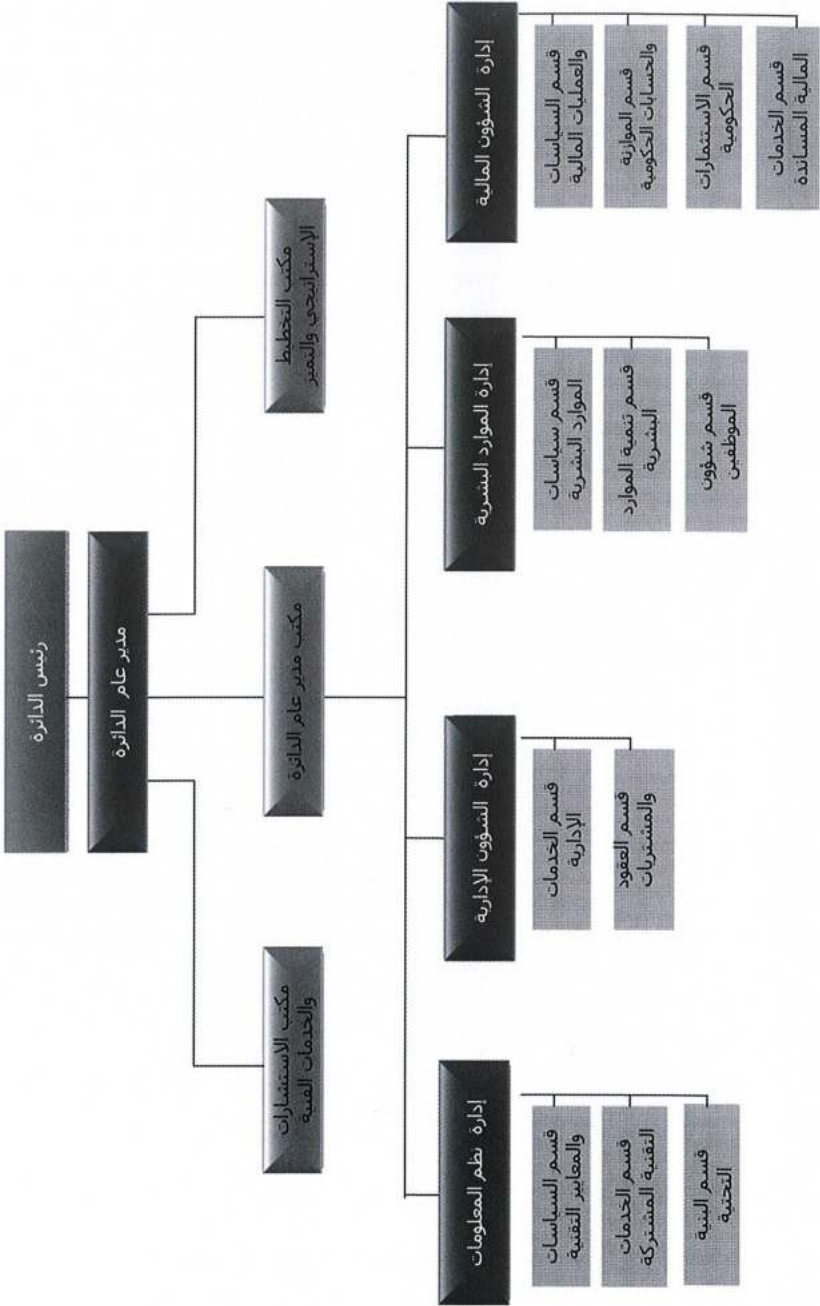 رئيس الدائرة
مدير عام الدائرة
مكتب التخطيط
الإستراتيجي والتميز
مكتب مدير عام الدائرة
مكتب الاستشارات
والخدمات الفنية
إدارة الشؤون المالية
قسم السياسات
والعمليات المالية
قسم الموازنة
والحسابات الحكومية
قسم الاستثمارات
الحكومية
قسم الخدمات
المالية المساندة
إدارة الموارد البشرية
قسم سياسات
الموارد البشرية
قسم تنمية الموارد
البشرية
قسم شؤون
الموظفين
إدارة الشؤون الإدارية
قسم الخدمات
الإدارية
قسم العقود
والمشتريات
إدارة نظم المعلومات
قسم السياسات
والمعايير التقنية
قسم الخدمات
التقنية المشتركة
قسم البنية
التحتية